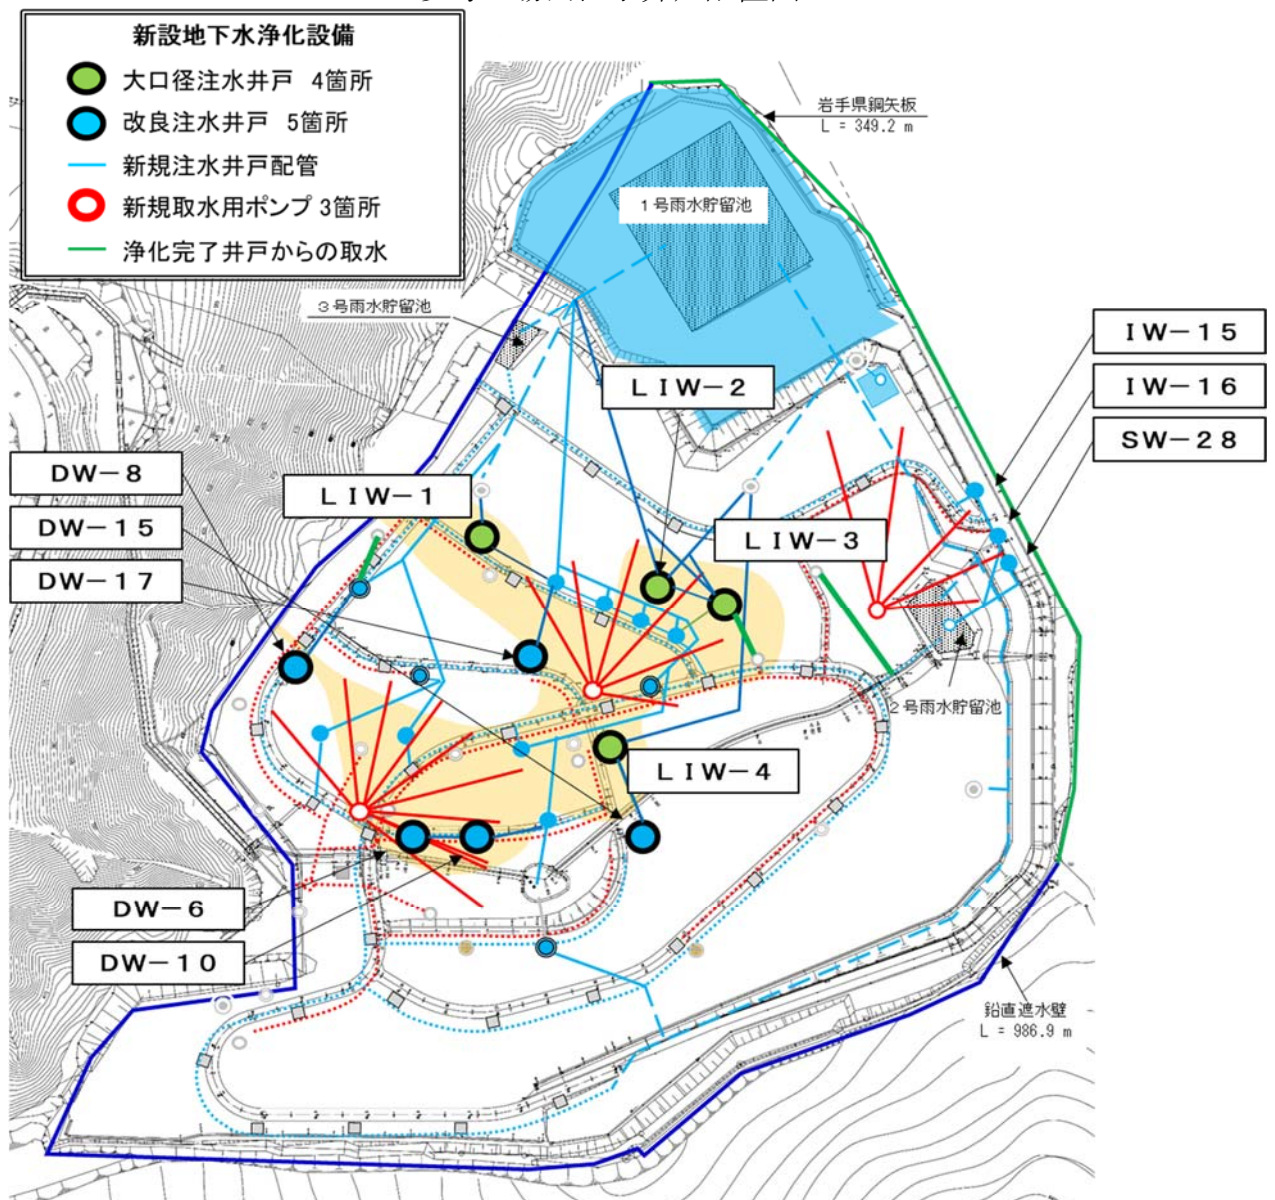 新設地下水浄化設備
大口径注水井戸 4箇所
改良注水井戸 5箇所
新規注水井戸配管
新規取水用ポンプ 3箇所
浄化完了井戸からの取水
岩手県鋼矢板
L = 349.2 m
1号雨水貯留池
3号雨水貯留池
IW-15
IW-16
SW-28
LIW-2
DW-8
LIW-1
DW-15
LIW-3
DW-17
2号雨水貯留池
LIW-4
DW-6
DW-10
鉛直遮水壁
L = 986.9 m